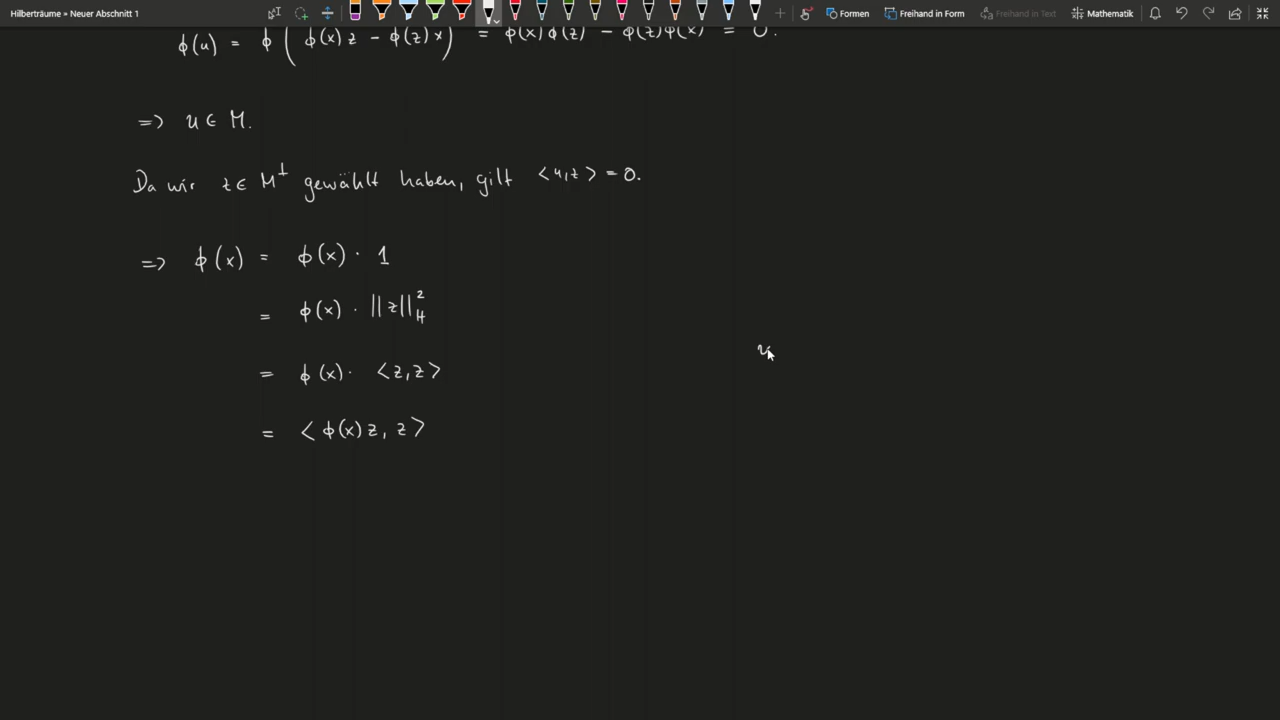 Hilberträume » Neuer Abschnitt 1 Formen Freihand in Form Freihand in Text Mathematik
ϕ(u) = ϕ( ϕ(x) z - ϕ(z) x ) = ϕ(x) ϕ(z) - ϕ(z) ϕ(x) = 0.
=> u ∈ M.
Da wir z ∈ M⊥ gewählt haben, gilt <u,z> = 0.
=> ϕ(x) = ϕ(x) · 1
= ϕ(x) · ||z||²_H
= ϕ(x) · <z,z>
= <ϕ(x)z, z>